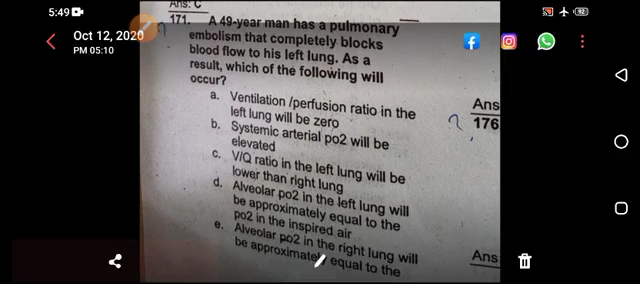 5:49
92
Oct 12, 2020
PM 05:10
Ans: C
171. A 49-year man has a pulmonary
embolism that completely blocks
blood flow to his left lung. As a
result, which of the following will
occur?
a. Ventilation /perfusion ratio in the
left lung will be zero
b. Systemic arterial po2 will be
elevated
c. V/Q ratio in the left lung will be
lower than right lung
d. Alveolar po2 in the left lung will
be approximately equal to the
po2 in the inspired air
e. Alveolar po2 in the right lung will
be approximately equal to the
Ans
? 176
Ans